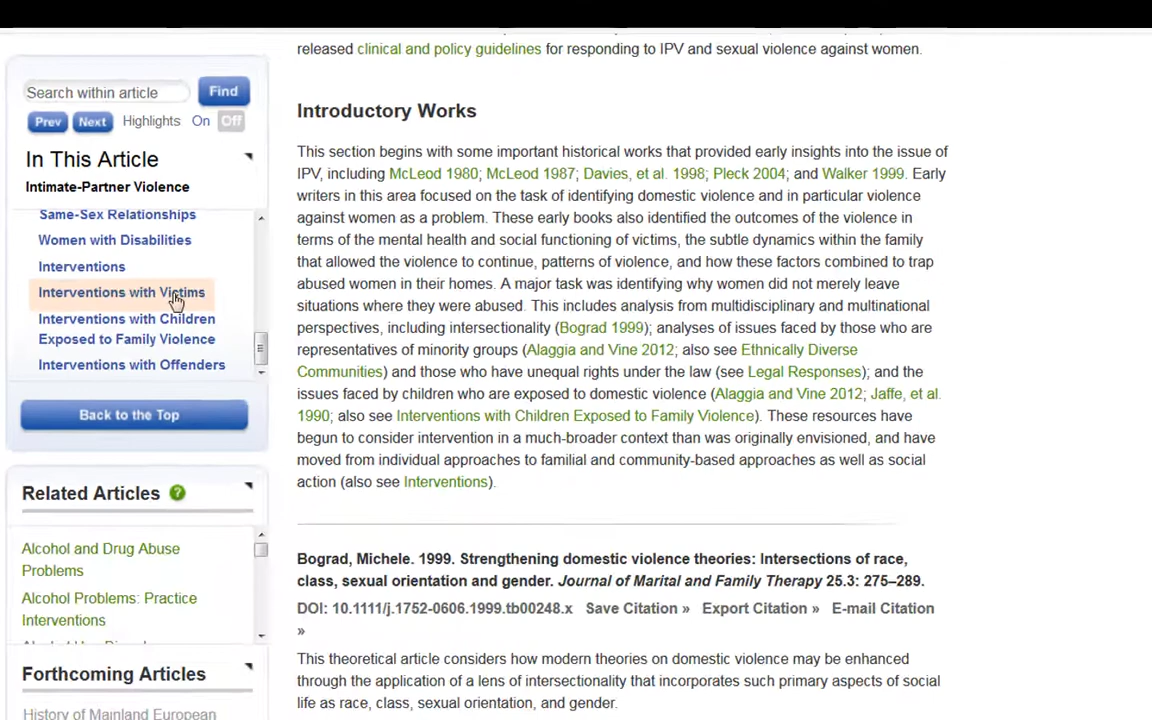 released clinical and policy guidelines for responding to IPV and sexual violence against women.
Search within article
Find
Prev
Next
Highlights
On
Off
In This Article
Intimate-Partner Violence
Same-Sex Relationships
Women with Disabilities
Interventions
Interventions with Victims
Interventions with Children
Exposed to Family Violence
Interventions with Offenders
Back to the Top
Related Articles ?
Alcohol and Drug Abuse
Problems
Alcohol Problems: Practice
Interventions
Forthcoming Articles
History of Mainland European
Introductory Works
This section begins with some important historical works that provided early insights into the issue of
IPV, including McLeod 1980; McLeod 1987; Davies, et al. 1998; Pleck 2004; and Walker 1999. Early
writers in this area focused on the task of identifying domestic violence and in particular violence
against women as a problem. These early books also identified the outcomes of the violence in
terms of the mental health and social functioning of victims, the subtle dynamics within the family
that allowed the violence to continue, patterns of violence, and how these factors combined to trap
abused women in their homes. A major task was identifying why women did not merely leave
situations where they were abused. This includes analysis from multidisciplinary and multinational
perspectives, including intersectionality (Bograd 1999); analyses of issues faced by those who are
representatives of minority groups (Alaggia and Vine 2012; also see Ethnically Diverse
Communities) and those who have unequal rights under the law (see Legal Responses); and the
issues faced by children who are exposed to domestic violence (Alaggia and Vine 2012; Jaffe, et al.
1990; also see Interventions with Children Exposed to Family Violence). These resources have
begun to consider intervention in a much-broader context than was originally envisioned, and have
moved from individual approaches to familial and community-based approaches as well as social
action (also see Interventions).
Bograd, Michele. 1999. Strengthening domestic violence theories: Intersections of race,
class, sexual orientation and gender. Journal of Marital and Family Therapy 25.3: 275–289.
DOI: 10.1111/j.1752-0606.1999.tb00248.x Save Citation » Export Citation » E-mail Citation
»
This theoretical article considers how modern theories on domestic violence may be enhanced
through the application of a lens of intersectionality that incorporates such primary aspects of social
life as race, class, sexual orientation, and gender.